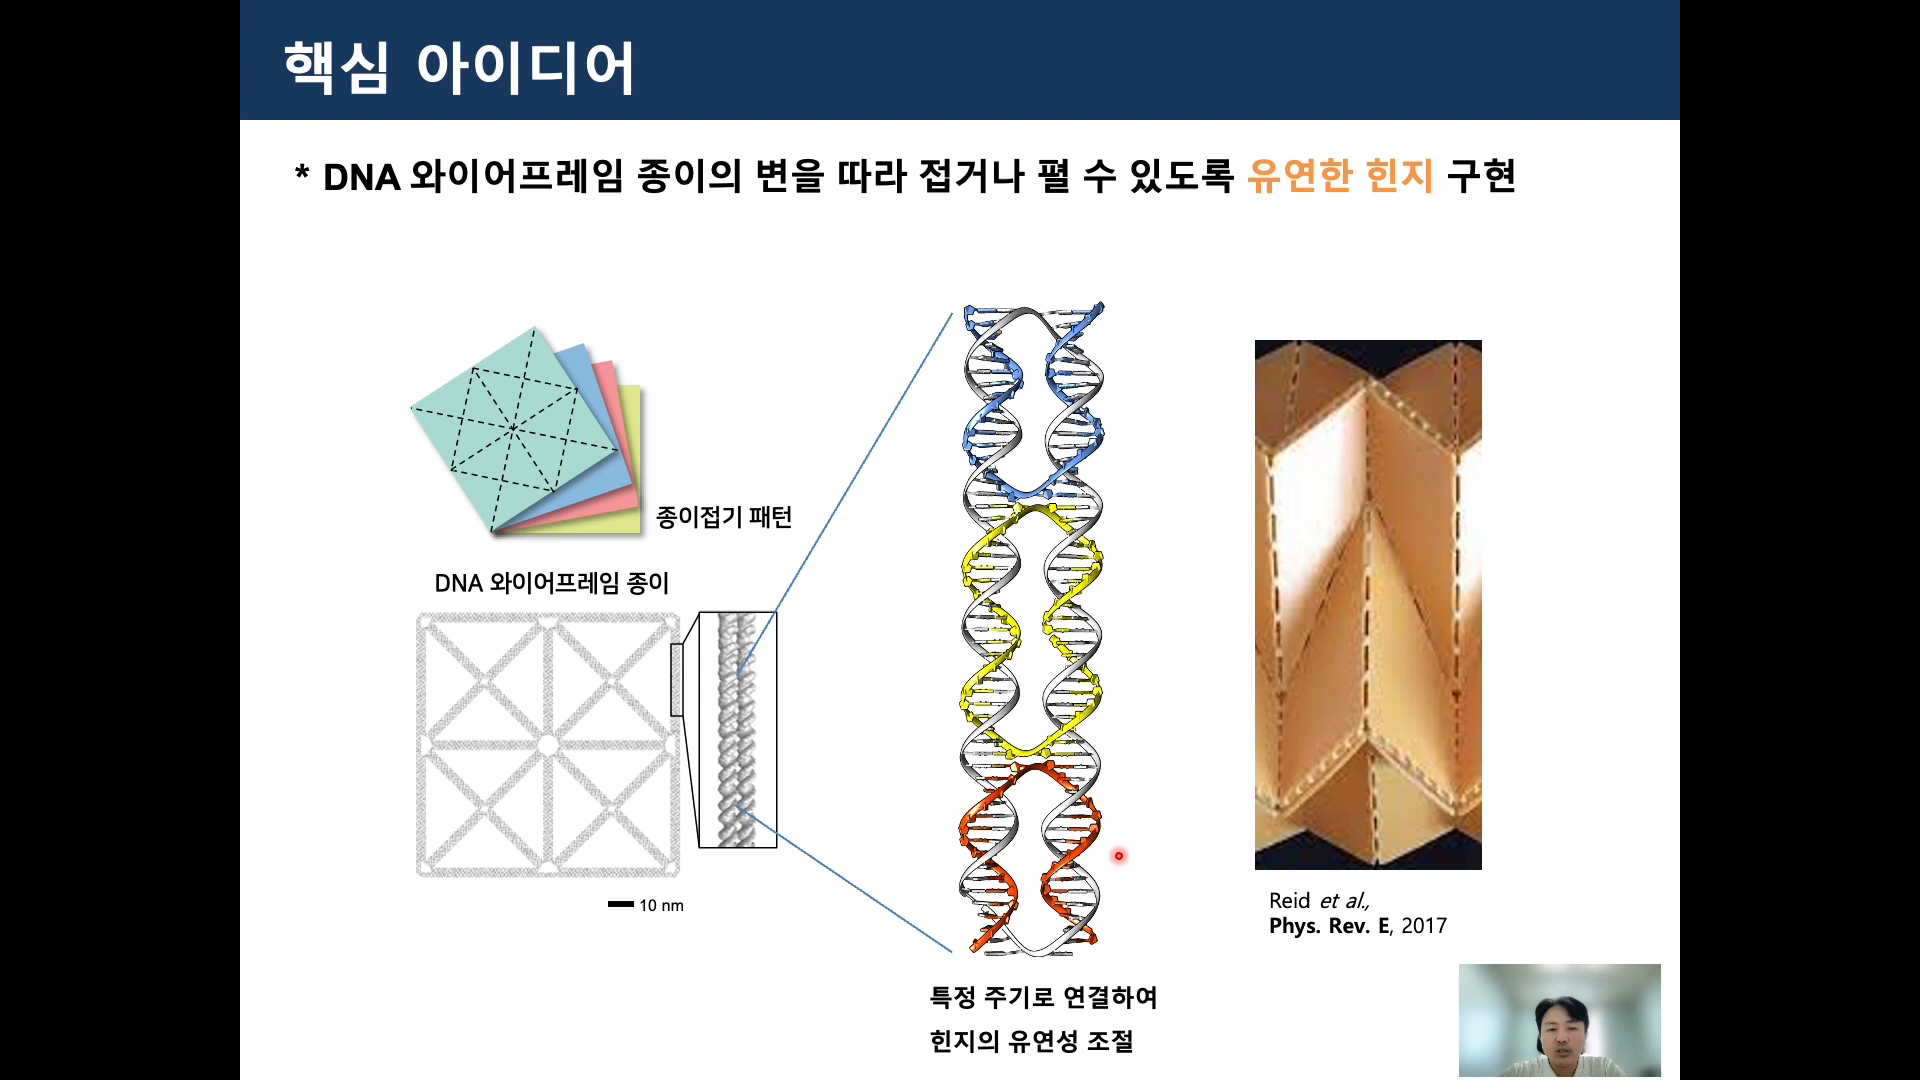 핵심 아이디어
* DNA 와이어프레임 종이의 변을 따라 접거나 펼 수 있도록 유연한 힌지 구현
종이접기 패턴
DNA 와이어프레임 종이
10 nm
Reid et al.,
Phys. Rev. E, 2017
특정 주기로 연결하여
힌지의 유연성 조절